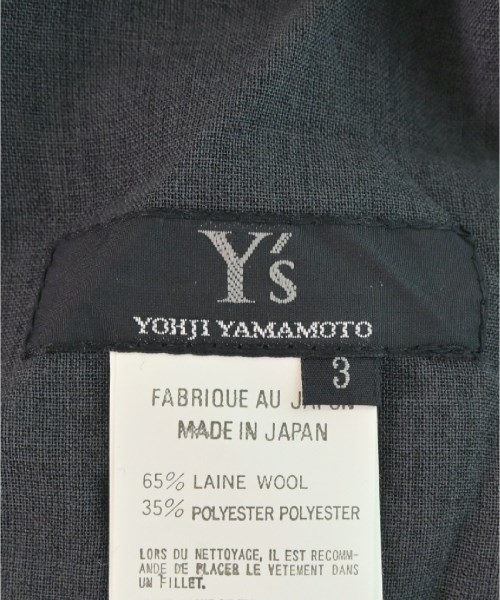 Y's
YOHJI YAMAMOTO
3
FABRIQUE AU JAPON
MADE IN JAPAN
65% LAINE WOOL
35% POLYESTER POLYESTER
LORS DU NETTOYAGE, IL EST RECOMM-
ANDE DE PLACER LE VETEMENT DANS
UN FILLET.